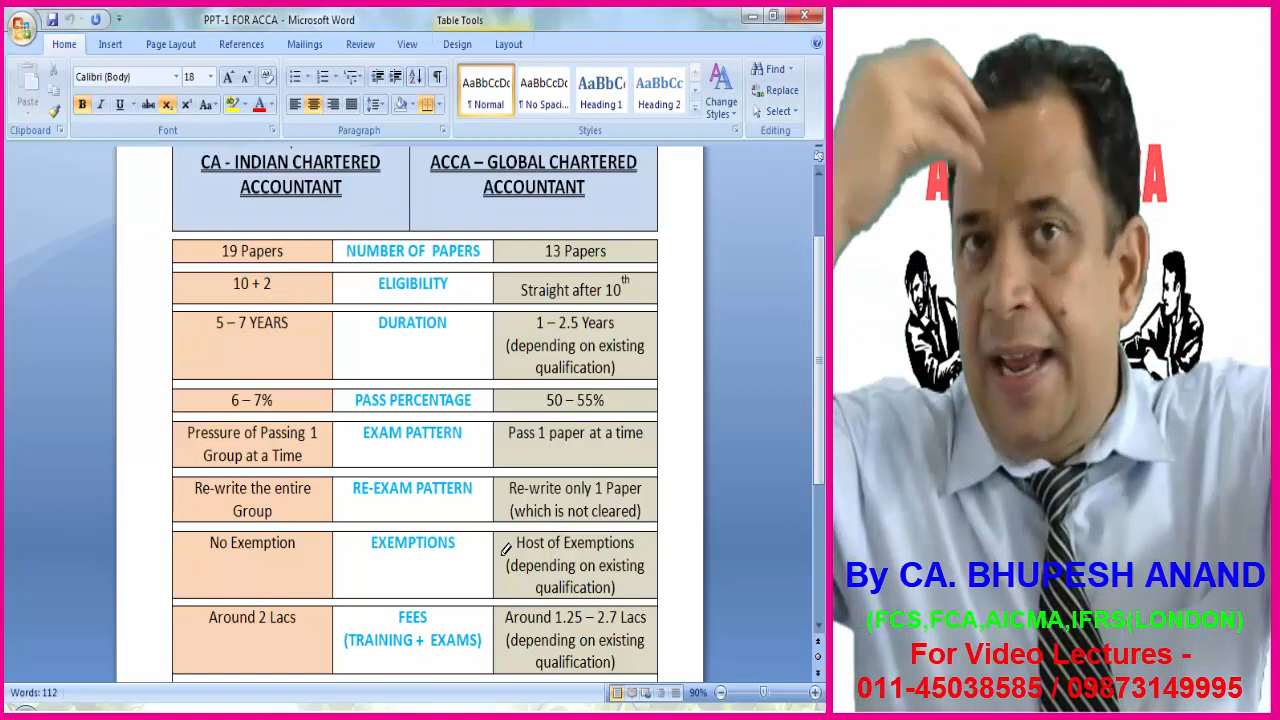 PPT-1 FOR ACCA - Microsoft Word
Table Tools
Home Insert Page Layout References Mailings Review View Design Layout
Calibri (Body) 18
AaBbCcDc AaBbCcDc AaBbC AaBbCc
Paste
¶ Normal ¶ No Spaci... Heading 1 Heading 2
Change Styles
Find
Replace
Select
Clipboard Font Paragraph Styles Editing
CA - INDIAN CHARTERED
ACCOUNTANT
ACCA – GLOBAL CHARTERED
ACCOUNTANT
19 Papers NUMBER OF PAPERS 13 Papers
10 + 2 ELIGIBILITY Straight after 10th
5 – 7 YEARS DURATION 1 – 2.5 Years
(depending on existing
qualification)
6 – 7% PASS PERCENTAGE 50 – 55%
Pressure of Passing 1 EXAM PATTERN Pass 1 paper at a time
Group at a Time
Re-write the entire RE-EXAM PATTERN Re-write only 1 Paper
Group (which is not cleared)
No Exemption EXEMPTIONS Host of Exemptions
(depending on existing
qualification)
Around 2 Lacs FEES Around 1.25 – 2.7 Lacs
(TRAINING + EXAMS) (depending on existing
qualification)
Words: 112
90%
A A
By CA. BHUPESH ANAND
(FCS,FCA,AICMA,IFRS(LONDON)
For Video Lectures -
011-45038585 / 09873149995